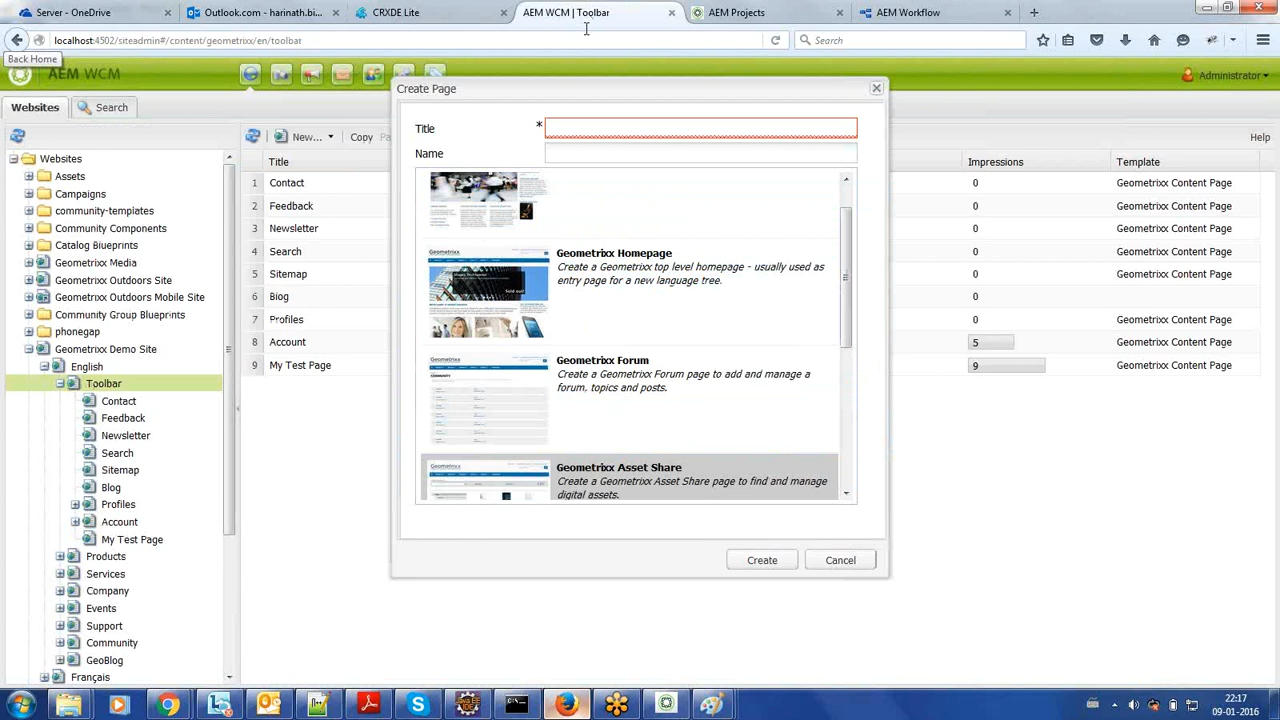 Server - OneDrive
Outlook.com - harinath.bi...
CRXDE Lite
AEM WCM | Toolbar
AEM Projects
AEM Workflow
localhost:4502/siteadmin#/content/geometrixx/en/toolbar
Search
Back Home
AEM WCM
Administrator
Websites
Search
New...
Copy
Help
Websites
Assets
Campaigns
community templates
Community Components
Catalog Blueprints
Geometrixx Media
Geometrixx Outdoors Site
Geometrixx Outdoors Mobile Site
phonegap
Geometrixx Demo Site
English
Toolbar
Contact
Feedback
Newsletter
Search
Sitemap
Blog
Profiles
Account
My Test Page
Products
Services
Company
Events
Support
Community
GeoBlog
Français
Title
Impressions
Template
1
Contact
0
Geometrixx Content Page
2
Feedback
0
Geometrixx Content Page
3
Newsletter
0
Geometrixx Content Page
4
Search
0
Geometrixx Content Page
5
Sitemap
0
Geometrixx Content Page
6
Blog
0
Geometrixx Content Page
7
Profiles
0
Geometrixx Content Page
8
Account
5
Geometrixx Content Page
9
My Test Page
9
Geometrixx Content Page
Create Page
Title
*
Name
Geometrixx Homepage
Create a Geometrixx top level homepage, usually used as
entry page for a new language tree.
Geometrixx Forum
Create a Geometrixx Forum page to add and manage a
forum, topics and posts.
Geometrixx Asset Share
Create a Geometrixx Asset Share page to find and manage
digital assets.
Create
Cancel
22:17
09-01-2016